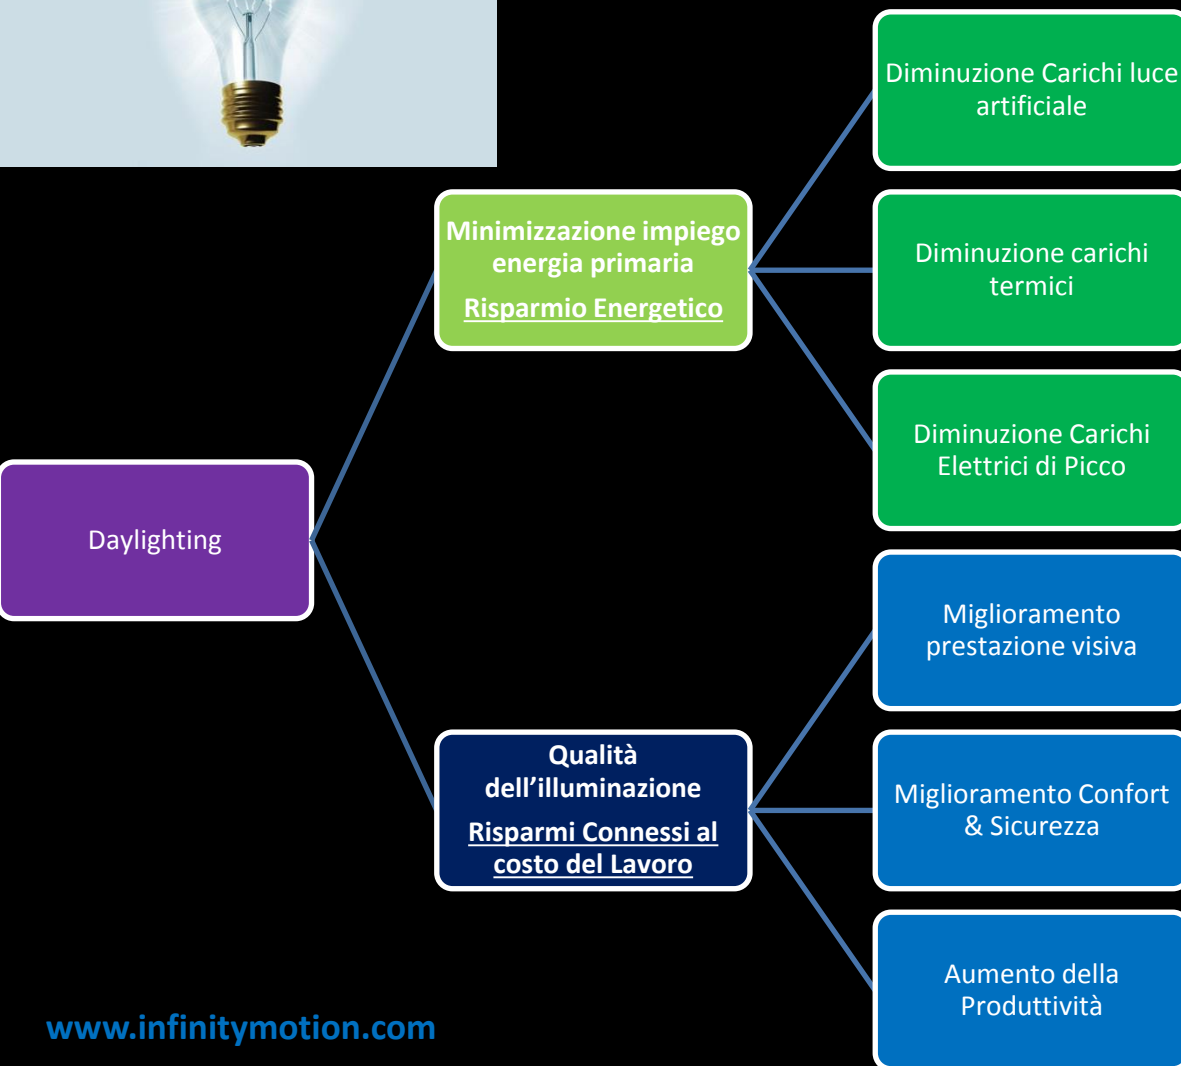 Daylighting
Minimizzazione impiego
energia primaria
Risparmio Energetico
Diminuzione Carichi luce
artificiale
Diminuzione carichi
termici
Diminuzione Carichi
Elettrici di Picco
Qualità
dell’illuminazione
Risparmi Connessi al
costo del Lavoro
Miglioramento
prestazione visiva
Miglioramento Confort
& Sicurezza
Aumento della
Produttività
www.infinitymotion.com